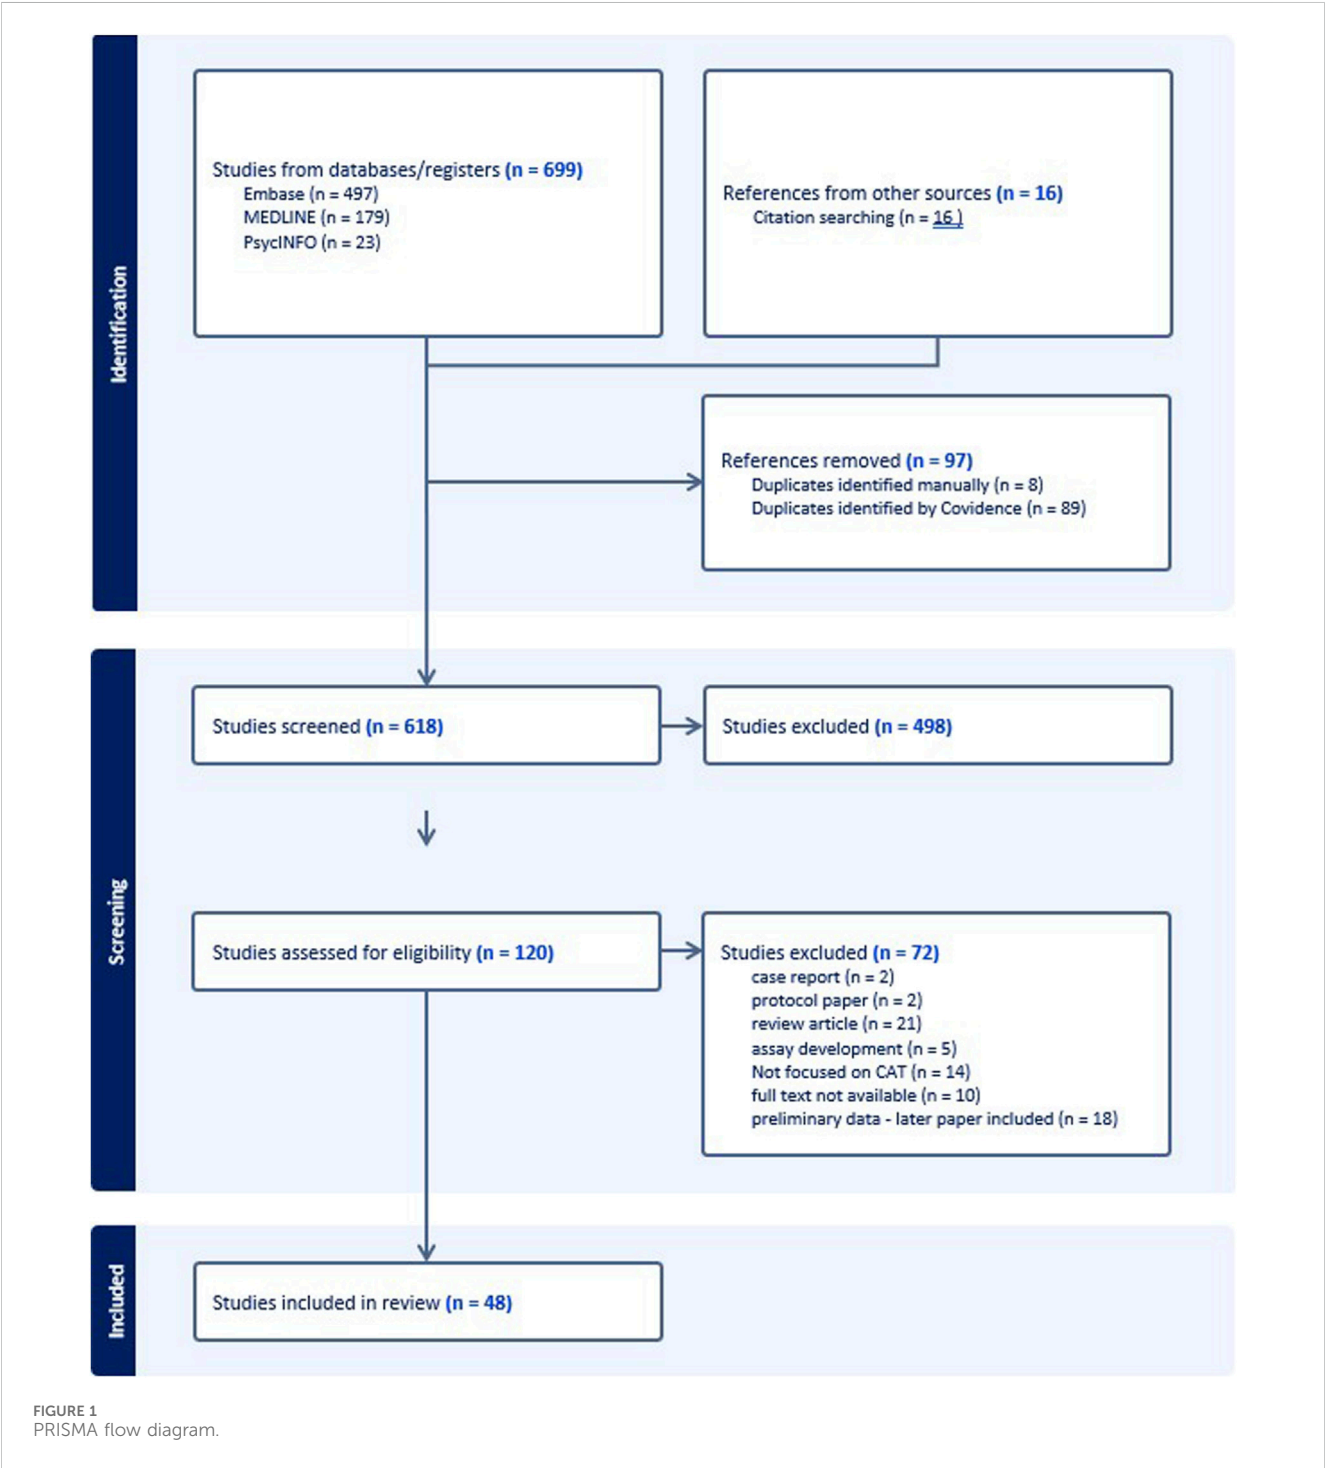 Identification
Studies from databases/registers (n = 699)
Embase (n = 497)
MEDLINE (n = 179)
PsycINFO (n = 23)
References from other sources (n = 16)
Citation searching (n = 16 )
References removed (n = 97)
Duplicates identified manually (n = 8)
Duplicates identified by Covidence (n = 89)
Screening
Studies screened (n = 618)
Studies excluded (n = 498)
Studies assessed for eligibility (n = 120)
Studies excluded (n = 72)
case report (n = 2)
protocol paper (n = 2)
review article (n = 21)
assay development (n = 5)
Not focused on CAT (n = 14)
full text not available (n = 10)
preliminary data - later paper included (n = 18)
Included
Studies included in review (n = 48)
FIGURE 1
PRISMA flow diagram.